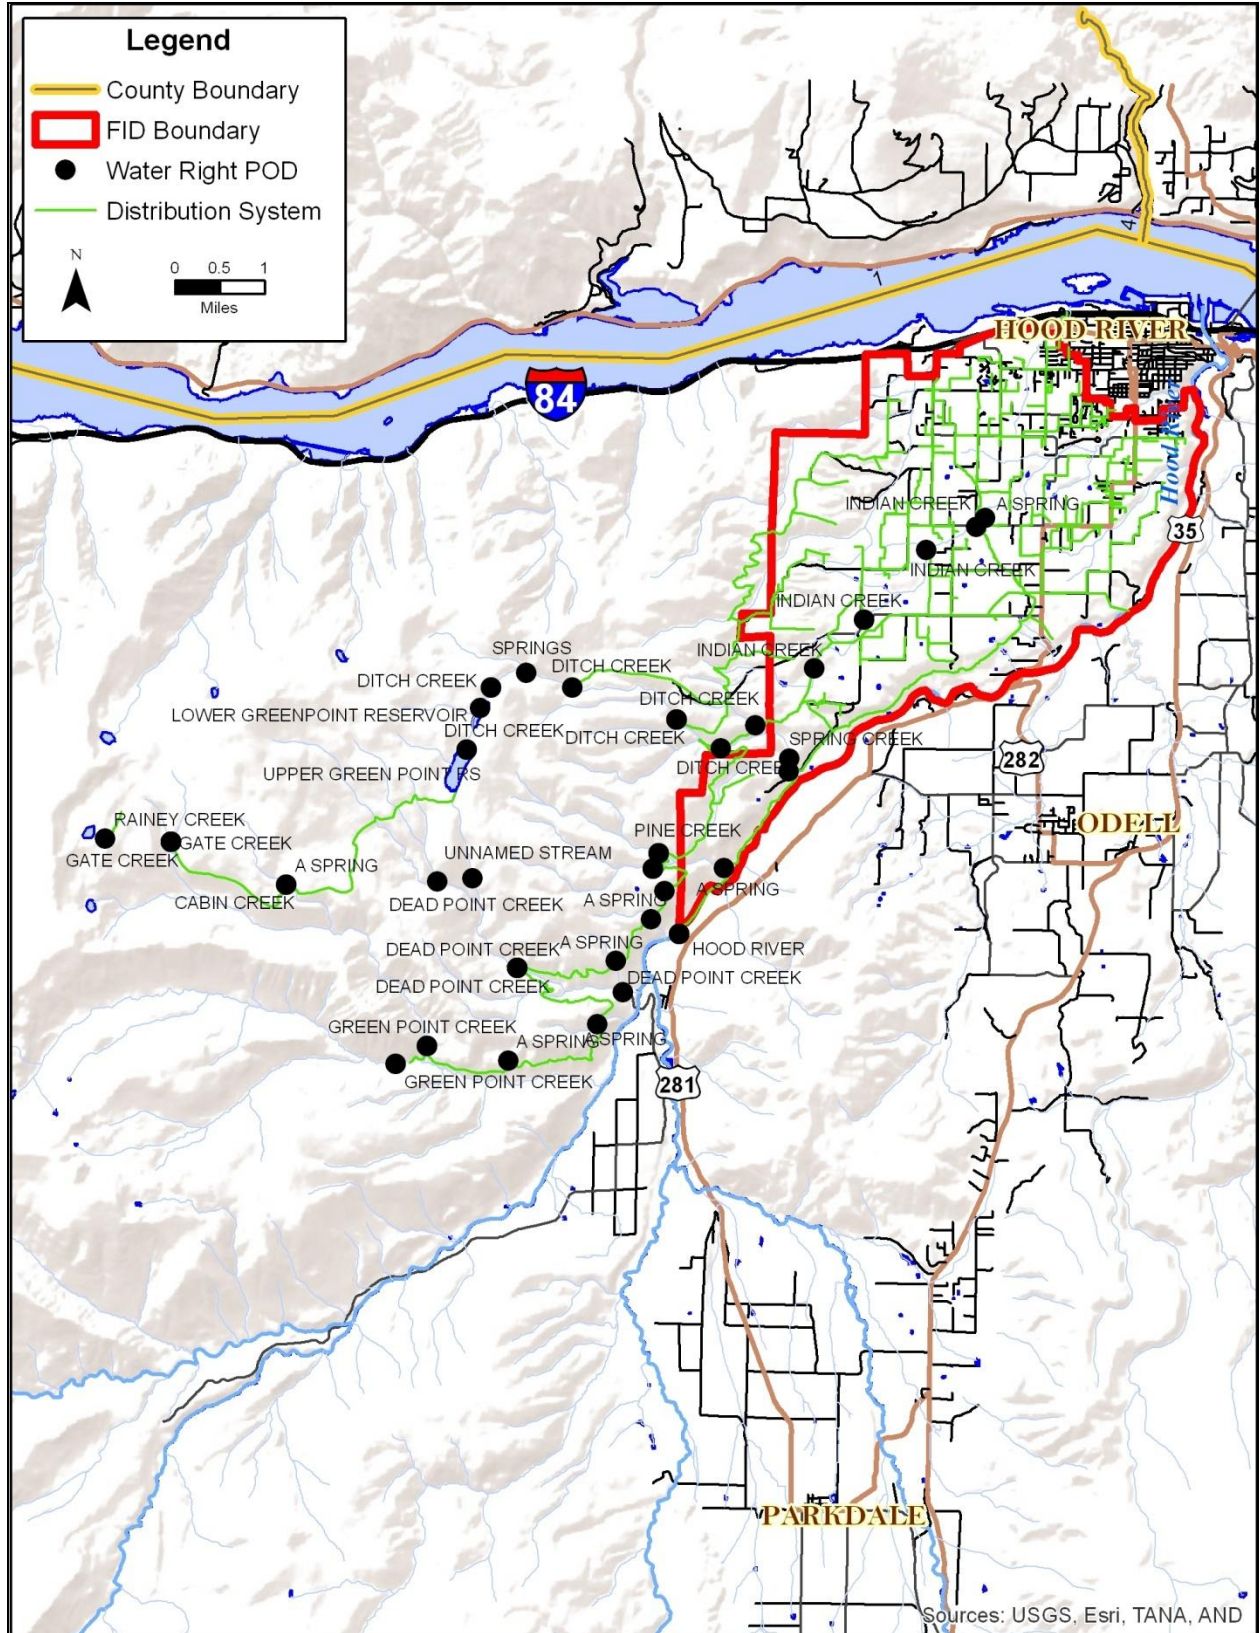 Legend
County Boundary
FID Boundary
Water Right POD
Distribution System
N
0 0.5 1
Miles
4
1
HOOD RIVER
84
Hood River
INDIAN CREEK
A SPRING
35
INDIAN CREEK
INDIAN CREEK
INDIAN CREEK
SPRINGS
DITCH CREEK
DITCH CREEK
DITCH CREEK
LOWER GREENPOINT RESERVOIR
DITCH CREEK
DITCH CREEK
SPRING CREEK
UPPER GREEN POINT RS
DITCH CREEK
282
RAINEY CREEK
PINE CREEK
ODELL
GATE CREEK
GATE CREEK
UNNAMED STREAM
A SPRING
A SPRING
CABIN CREEK
DEAD POINT CREEK
A SPRING
DEAD POINT CREEK
A SPRING
HOOD RIVER
DEAD POINT CREEK
DEAD POINT CREEK
GREEN POINT CREEK
A SPRING
A SPRING
GREEN POINT CREEK
281
PARKDALE
Sources: USGS, Esri, TANA, AND